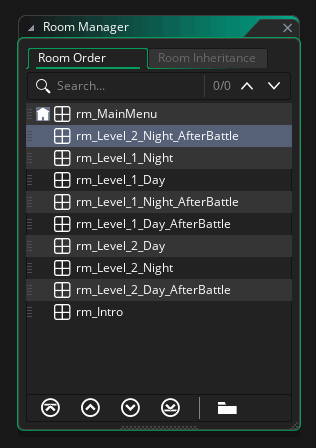 Room Manager
Room Order
Room Inheritance
Search...
0/0
rm_MainMenu
rm_Level_2_Night_AfterBattle
rm_Level_1_Night
rm_Level_1_Day
rm_Level_1_Night_AfterBattle
rm_Level_1_Day_AfterBattle
rm_Level_2_Day
rm_Level_2_Night
rm_Level_2_Day_AfterBattle
rm_Intro